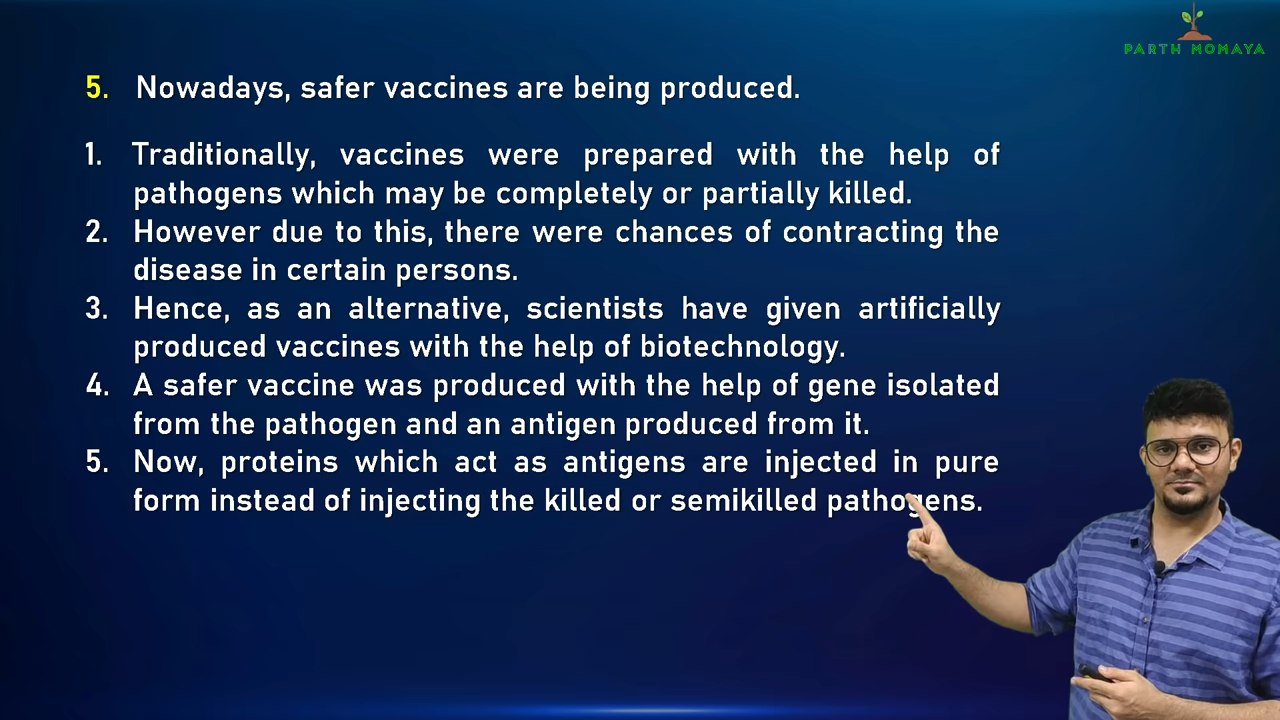 PARTH MOMAYA
5. Nowadays, safer vaccines are being produced.
1. Traditionally, vaccines were prepared with the help of
pathogens which may be completely or partially killed.
2. However due to this, there were chances of contracting the
disease in certain persons.
3. Hence, as an alternative, scientists have given artificially
produced vaccines with the help of biotechnology.
4. A safer vaccine was produced with the help of gene isolated
from the pathogen and an antigen produced from it.
5. Now, proteins which act as antigens are injected in pure
form instead of injecting the killed or semikilled pathogens.